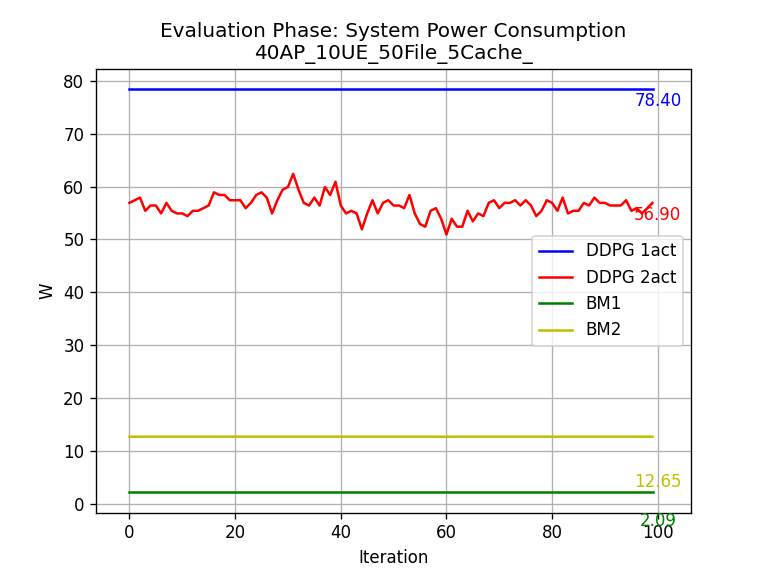 Evaluation Phase: System Power Consumption
40AP_10UE_50File_5Cache_
80
70
60
50
40
30
20
10
0
W
78.40
56.90
DDPG 1act
DDPG 2act
BM1
BM2
12.65
2.09
0
20
40
60
80
100
Iteration